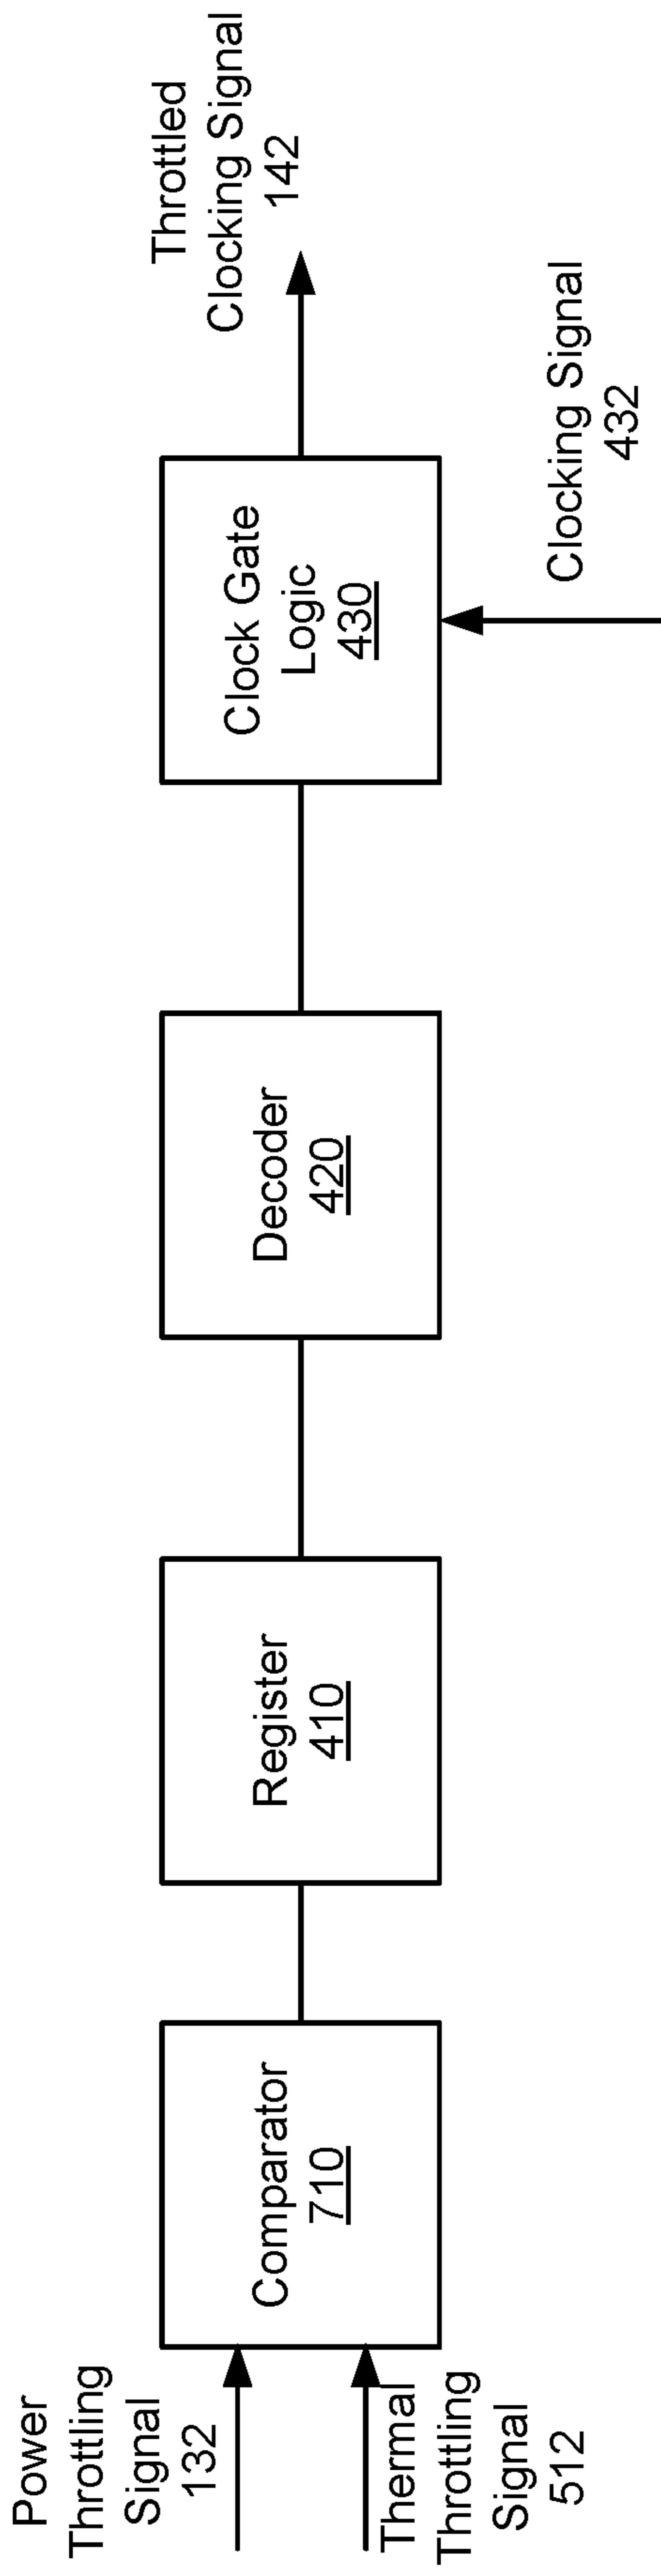 Power
Throttling
Signal
132
Thermal
Throttling
Signal
512
Comparator
710
Register
410
Decoder
420
Clock Gate
Logic
430
Clocking Signal
432
Throttled
Clocking Signal
142